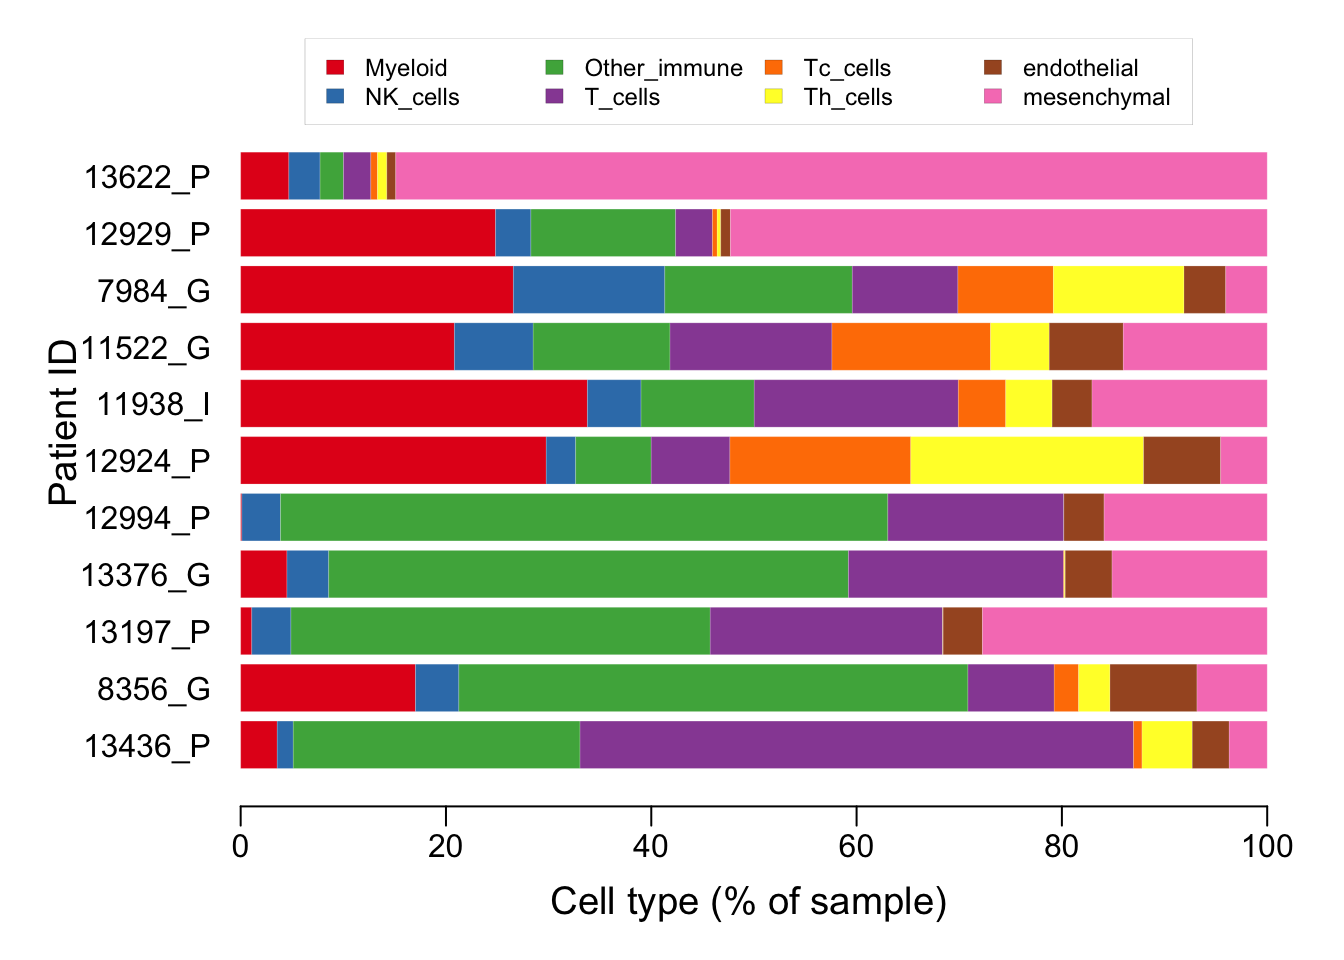 Myeloid Other_immune Tc_cells endothelial
NK_cells T_cells Th_cells mesenchymal
13622_P
12929_P
7984_G
11522_G
11938_I
12924_P
12994_P
13376_G
13197_P
8356_G
13436_P
Patient ID
0 20 40 60 80 100
Cell type (% of sample)